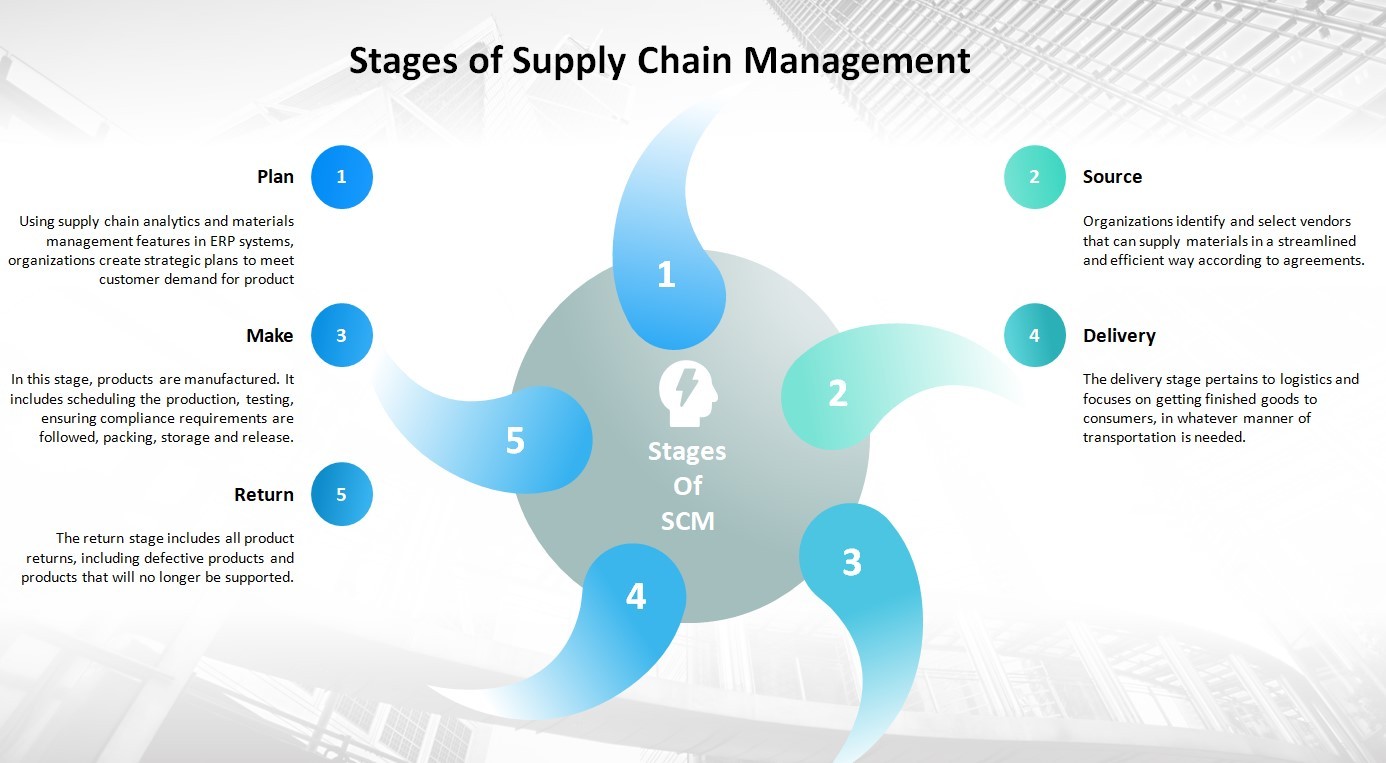 Stages of Supply Chain Management
1
Plan
Using supply chain analytics and materials
management features in ERP systems,
organizations create strategic plans to meet
customer demand for product
2
Source
Organizations identify and select vendors
that can supply materials in a streamlined
and efficient way according to agreements.
3
Make
In this stage, products are manufactured. It
includes scheduling the production, testing,
ensuring compliance requirements are
followed, packing, storage and release.
4
Delivery
The delivery stage pertains to logistics and
focuses on getting finished goods to
consumers, in whatever manner of
transportation is needed.
5
Return
The return stage includes all product
returns, including defective products and
products that will no longer be supported.
1
2
3
4
5
Stages
Of
SCM